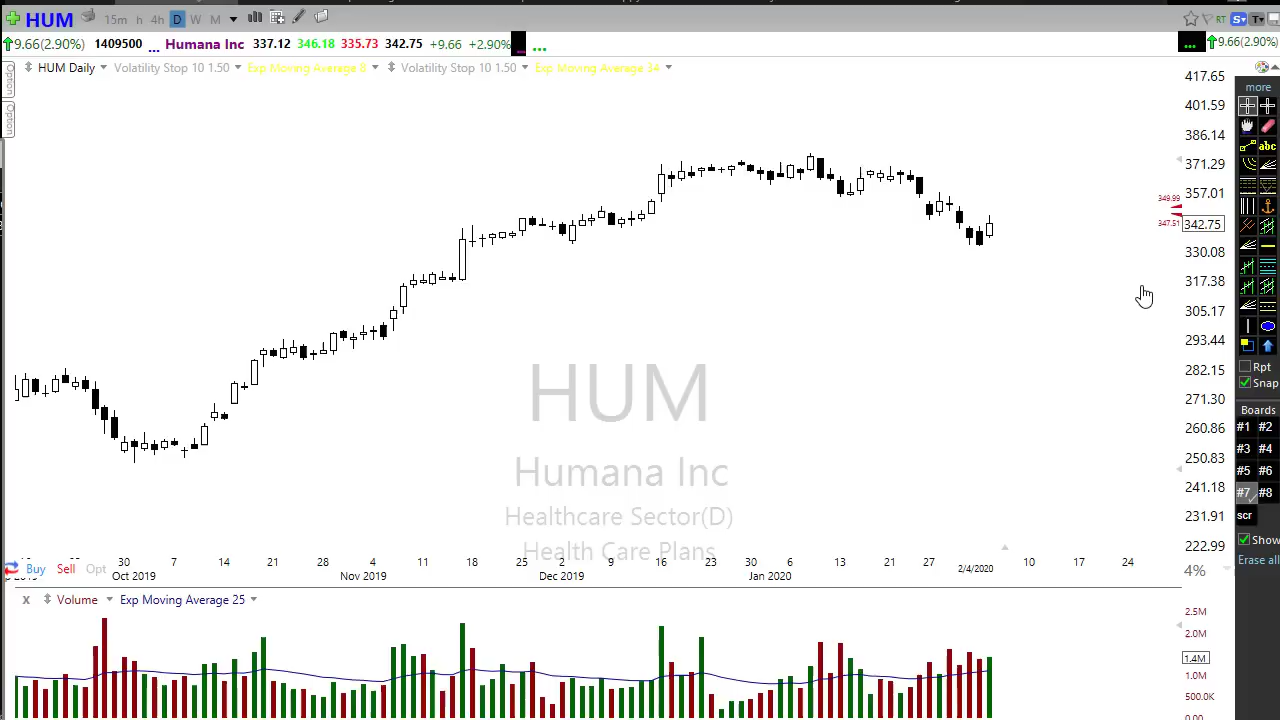 HUM 15m h 4h D W M RT S T
9.66(2.90%) 1409500 ... Humana Inc 337.12 346.18 335.73 342.75 +9.66 +2.90% ... ... 9.66(2.90%)
HUM Daily Volatility Stop 10 1.50 Exp Moving Average 8 Volatility Stop 10 1.50 Exp Moving Average 34
Option
Option
417.65
401.59
386.14
371.29
357.01
349.99
347.51
342.75
330.08
317.38
305.17
293.44
282.15
271.30
260.86
250.83
241.18
231.91
222.99
4%
HUM
Humana Inc
Healthcare Sector(D)
Health Care Plans
30 7 14 21 28 4 11 18 25 2 9 16 23 30 6 13 21 27 2/4/2020 10 17 24
Oct 2019 Nov 2019 Dec 2019 Jan 2020
Buy Sell Opt
x Volume Exp Moving Average 25
2.5M
2.0M
1.4M
1.0M
500.0K
0.00
more
abc
Rpt
Snap
Boards
#1 #2
#3 #4
#5 #6
#7 #8
scr
Show
Erase all